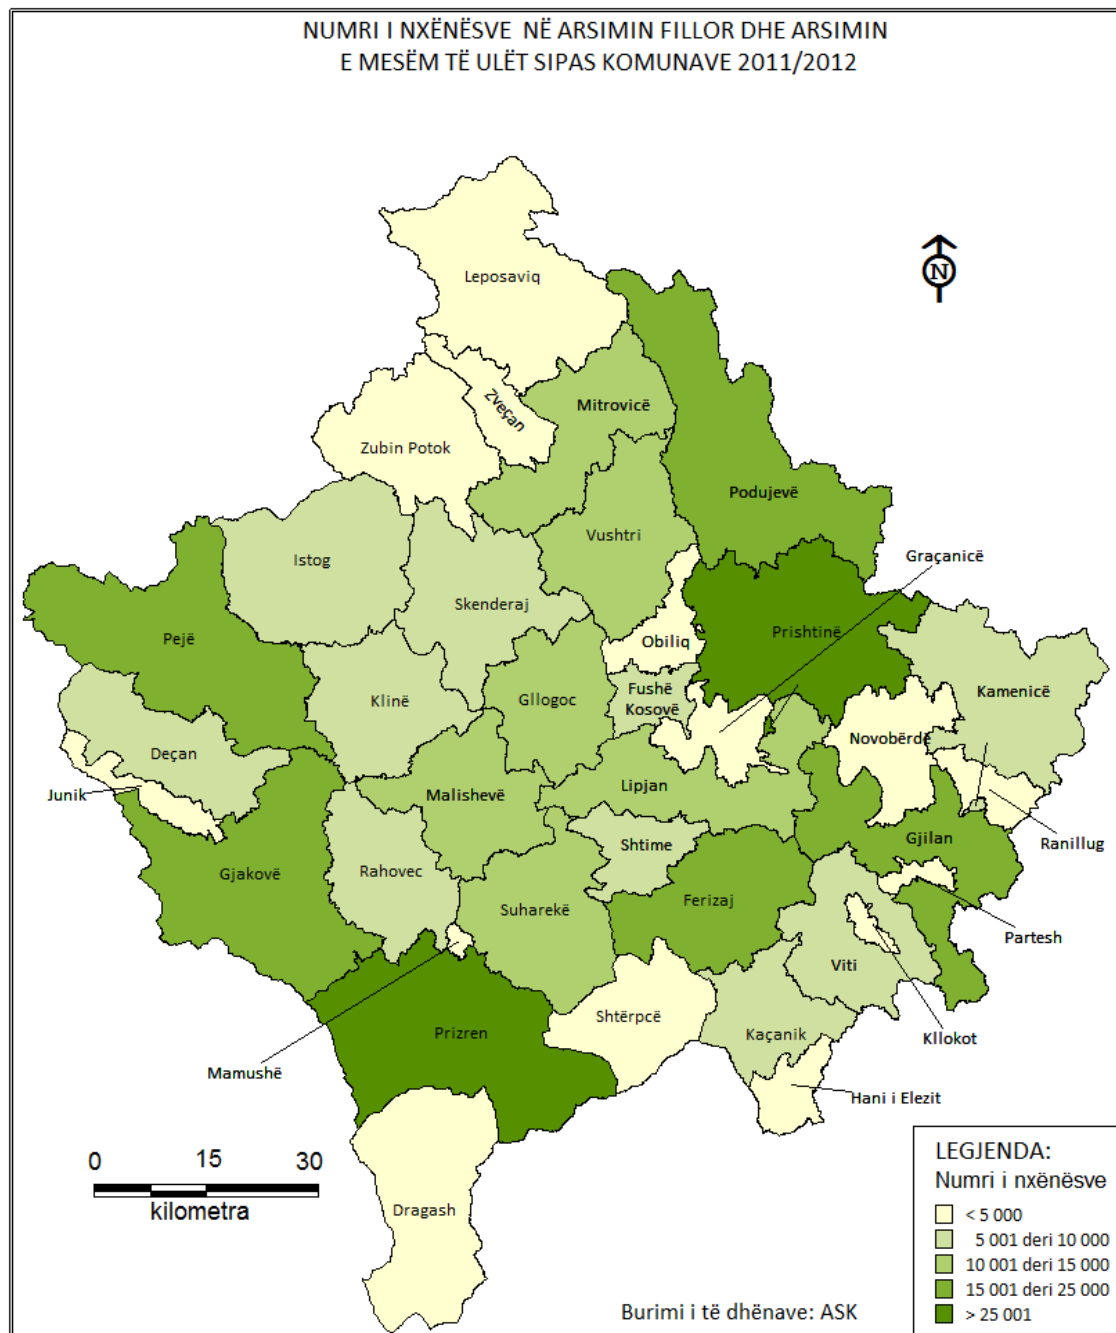 NUMRI I NXËNËSVE NË ARSIMIN FILLOR DHE ARSIMIN
E MESËM TË ULËT SIPAS KOMUNAVE 2011/2012
N
Leposaviq
Zveçan
Mitrovicë
Zubin Potok
Podujevë
Vushtri
Graçanicë
Istog
Skenderaj
Prishtinë
Pejë
Obiliq
Kamenicë
Fushë
Kosovë
Klinë
Gllogoc
Novobërdë
Deçan
Junik
Malishevë
Lipjan
Gjilan
Ranillug
Shtime
Gjakovë
Rahovec
Ferizaj
Suharekë
Partesh
Viti
Shtërpcë
Kaçanik
Kllokot
Prizren
Mamushë
Hani i Elezit
Dragash
0 15 30
kilometra
LEGJENDA:
Numri i nxënësve
< 5 000
5 001 deri 10 000
10 001 deri 15 000
15 001 deri 25 000
> 25 001
Burimi i të dhënave: ASK